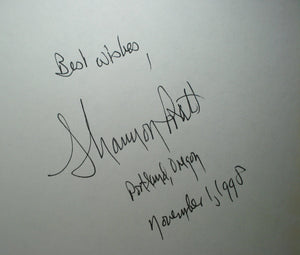 Best wishes,
Shannon Pratt
Portland, Oregon
November 1, 1998